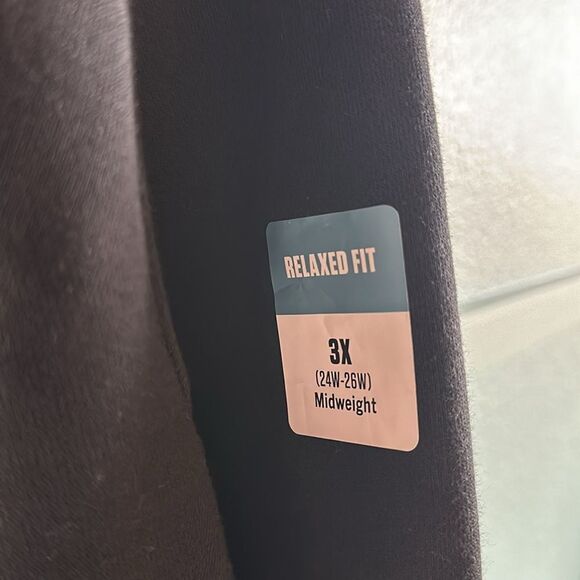 RELAXED FIT
3X
(24W-26W)
Midweight